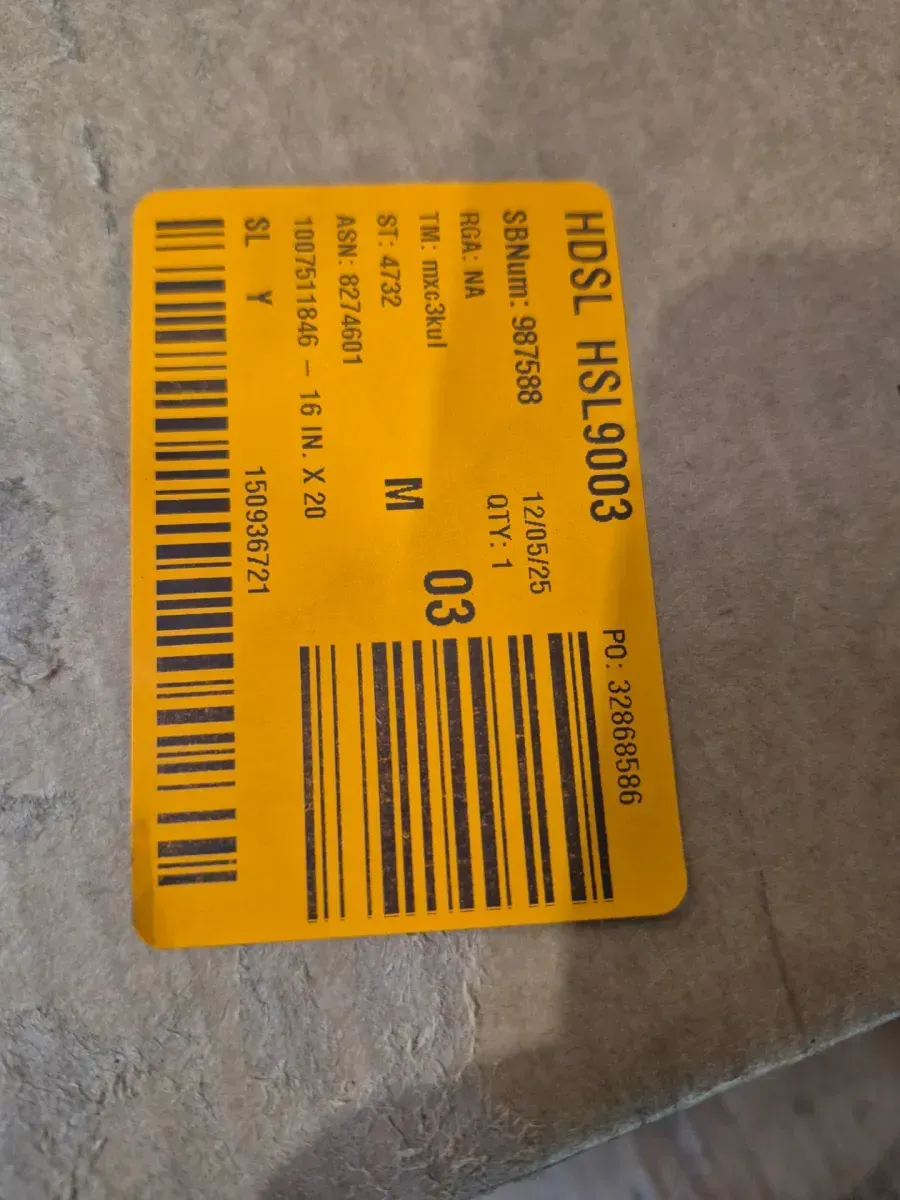 HDSL HSL9003
PO: 32868586
SBNum: 987588
12/05/25
RGA: NA
QTY: 1
TM: mxc3kul
03
ST: 4732
M
ASN: 8274601
1007511846 - 16 IN. X 20
SL Y
150936721